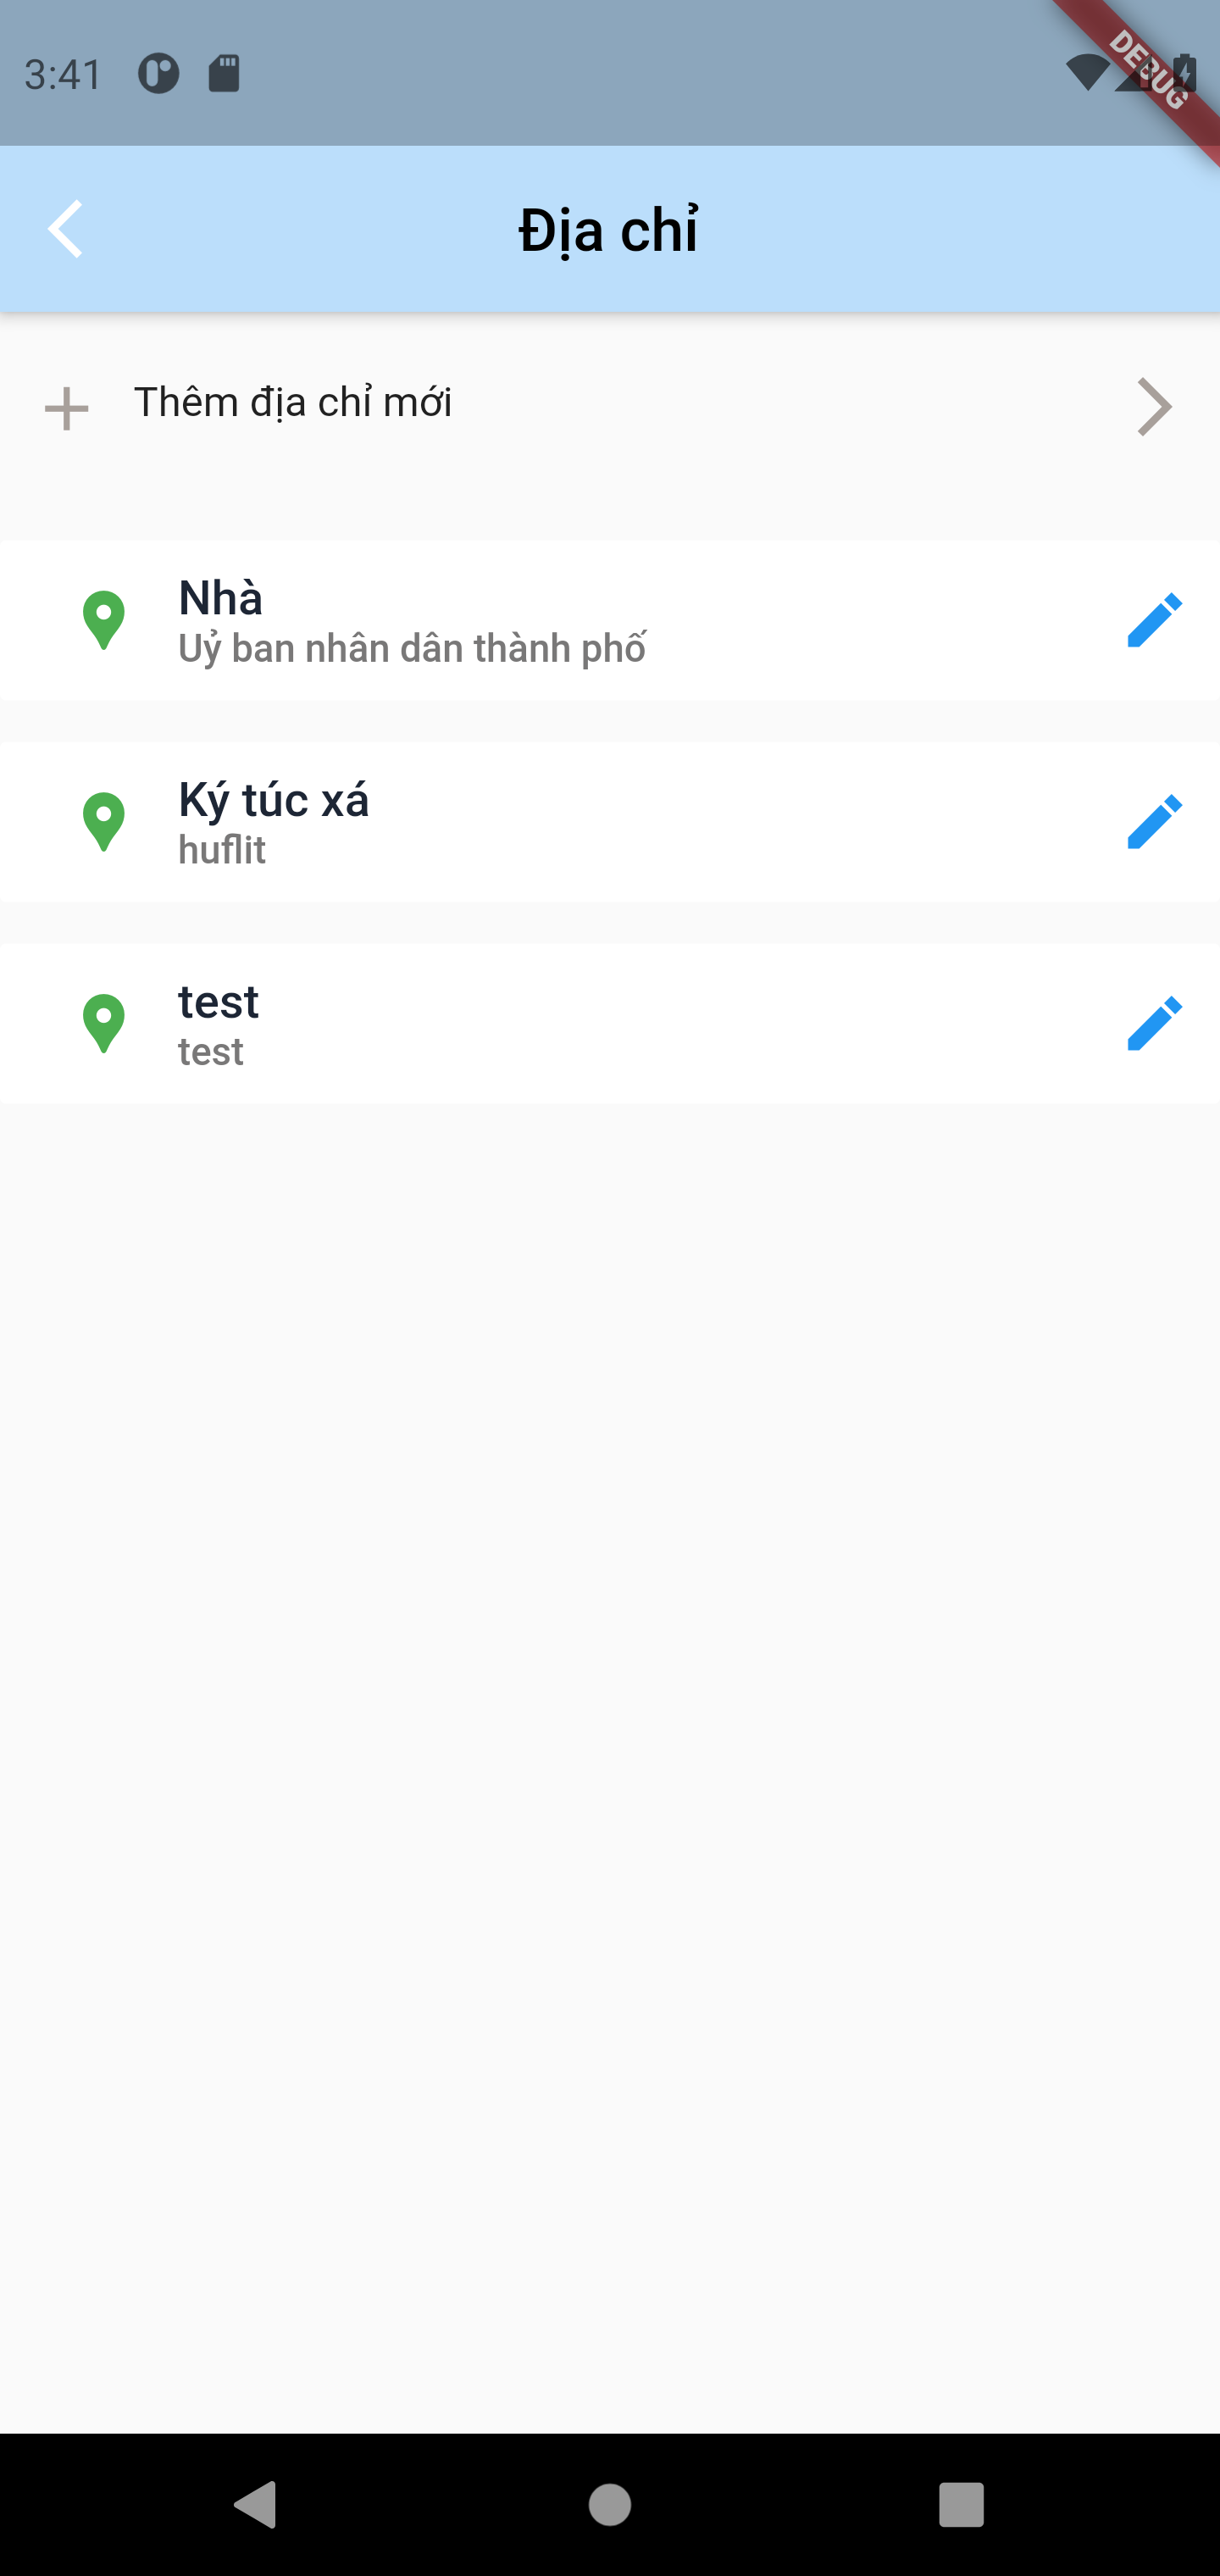 3:41
DEBUG
Địa chỉ
Thêm địa chỉ mới
Nhà
Uỷ ban nhân dân thành phố
Ký túc xá
huflit
test
test